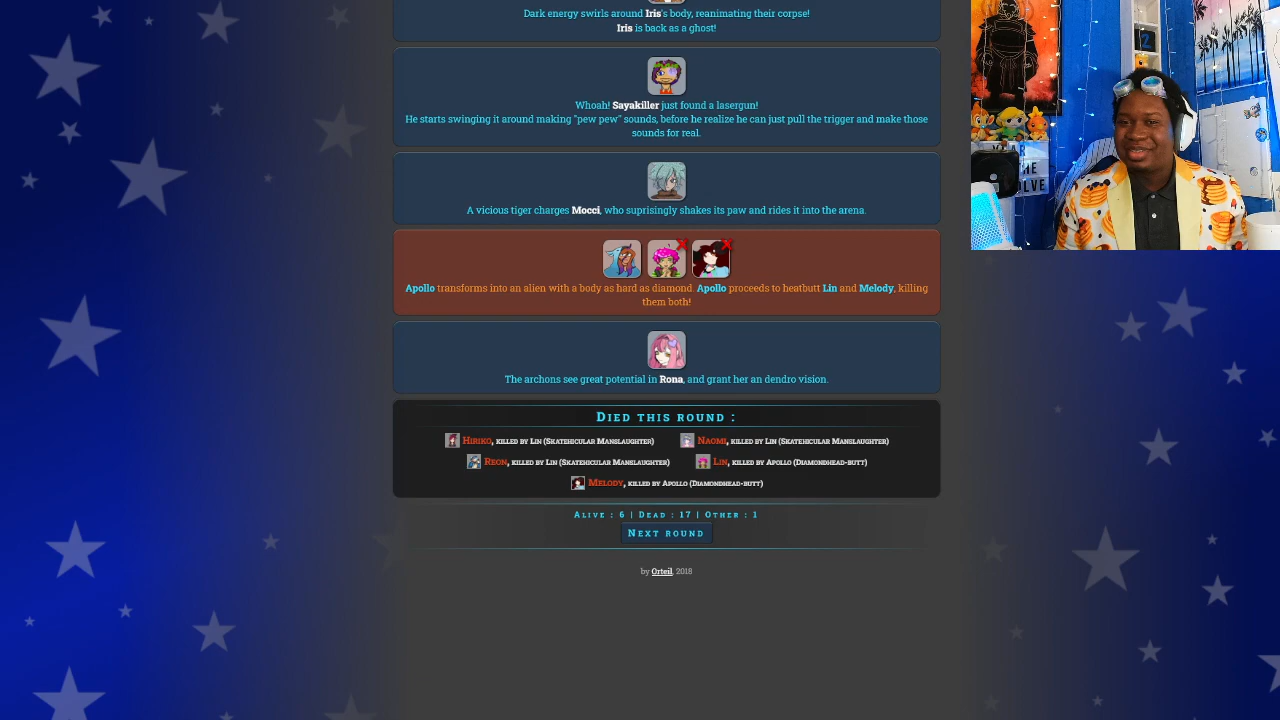 Dark energy swirls around Iris's body, reanimating their corpse!
Iris is back as a ghost!
Whoah! Sayakiller just found a lasergun!
He starts swinging it around making "pew pew" sounds, before he realize he can just pull the trigger and make those
sounds for real.
A vicious tiger charges Mocci, who suprisingly shakes its paw and rides it into the arena.
Apollo transforms into an alien with a body as hard as diamond Apollo proceeds to heatbutt Lin and Melody, killing
them both!
The archons see great potential in Rona, and grant her an dendro vision.
Died this round :
Hiriko, killed by Lin (Skatehicular Manslaughter) Naomi, killed by Lin (Skatehicular Manslaughter)
Reon, killed by Lin (Skatehicular Manslaughter) Lin, killed by Apollo (Diamondhead-butt)
Melody, killed by Apollo (Diamondhead-butt)
Alive : 6 | Dead : 17 | Other : 1
Next round
by Orteil, 2018
2
THE